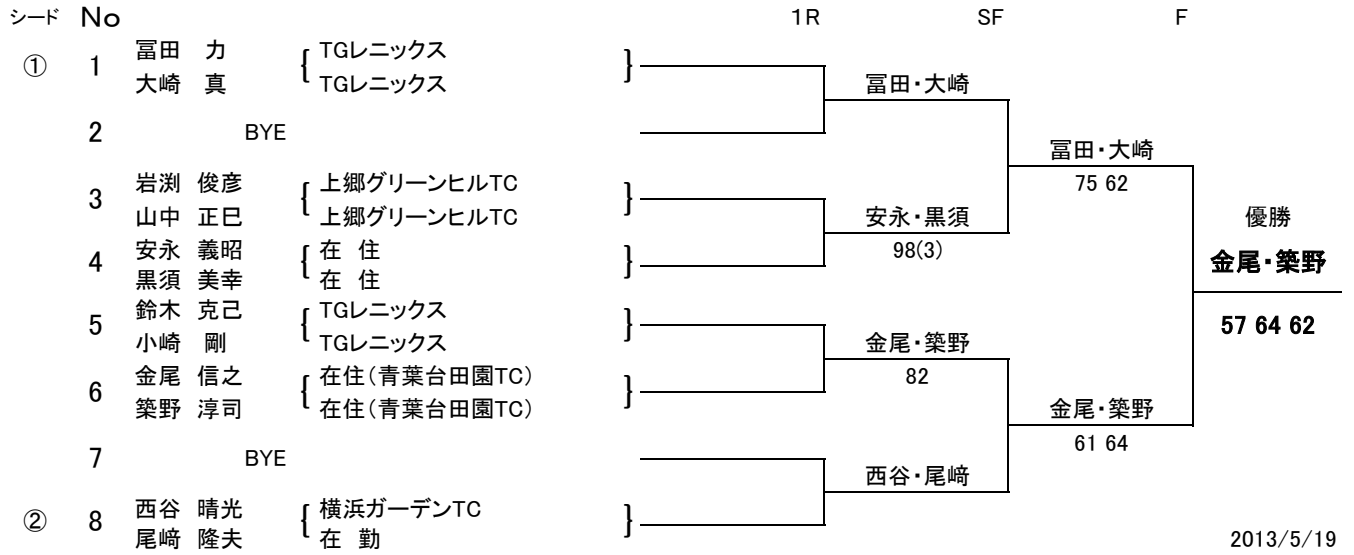 シード No 1R SF F
① 1 冨田 力 { TGレニックス }
大崎 真 TGレニックス
冨田・大崎
2 BYE
冨田・大崎
75 62
3 岩渕 俊彦 { 上郷グリーンヒルTC }
山中 正巳 上郷グリーンヒルTC
安永・黒須
98(3)
優勝
金尾・築野
57 64 62
4 安永 義昭 { 在 住 }
黒須 美幸 在 住
5 鈴木 克己 { TGレニックス }
小崎 剛 TGレニックス
金尾・築野
82
6 金尾 信之 { 在住(青葉台田園TC) }
築野 淳司 在住(青葉台田園TC)
金尾・築野
61 64
7 BYE
西谷・尾﨑
② 8 西谷 晴光 { 横浜ガーデンTC }
尾﨑 隆夫 在 勤
2013/5/19